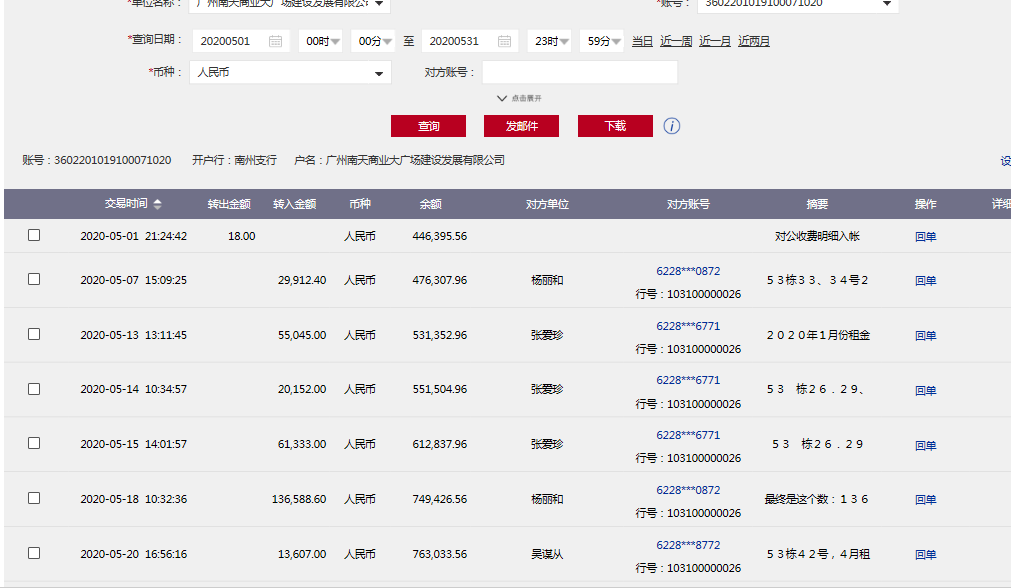 *单位名称： 广州南天商业大广场建设发展有限公 *账号： 3602201019100071020
*查询日期： 20200501 00时 00分 至 20200531 23时 59分 当日 近一周 近一月 近两月
*币种： 人民币 对方账号：
点击展开
查询 发邮件 下载 i
账号：3602201019100071020 开户行：南州支行 户名：广州南天商业大广场建设发展有限公司 设
交易时间 转出金额 转入金额 币种 余额 对方单位 对方账号 摘要 操作 详细
2020-05-01 21:24:42 18.00 人民币 446,395.56 对公收费明细入帐 回单
2020-05-07 15:09:25 29,912.40 人民币 476,307.96 杨丽和 6228***0872 ５３栋３３、３４号２ 回单
行号：103100000026
2020-05-13 13:11:45 55,045.00 人民币 531,352.96 张爱珍 6228***6771 ２０２０年１月份租金 回单
行号：103100000026
2020-05-14 10:34:57 20,152.00 人民币 551,504.96 张爱珍 6228***6771 ５３　栋２６．２９、 回单
行号：103100000026
2020-05-15 14:01:57 61,333.00 人民币 612,837.96 张爱珍 6228***6771 ５３　栋２６．２９ 回单
行号：103100000026
2020-05-18 10:32:36 136,588.60 人民币 749,426.56 杨丽和 6228***0872 最终是这个数：１３６ 回单
行号：103100000026
2020-05-20 16:56:16 13,607.00 人民币 763,033.56 吴谋从 6228***8772 ５３栋４２号，４月租 回单
行号：103100000026